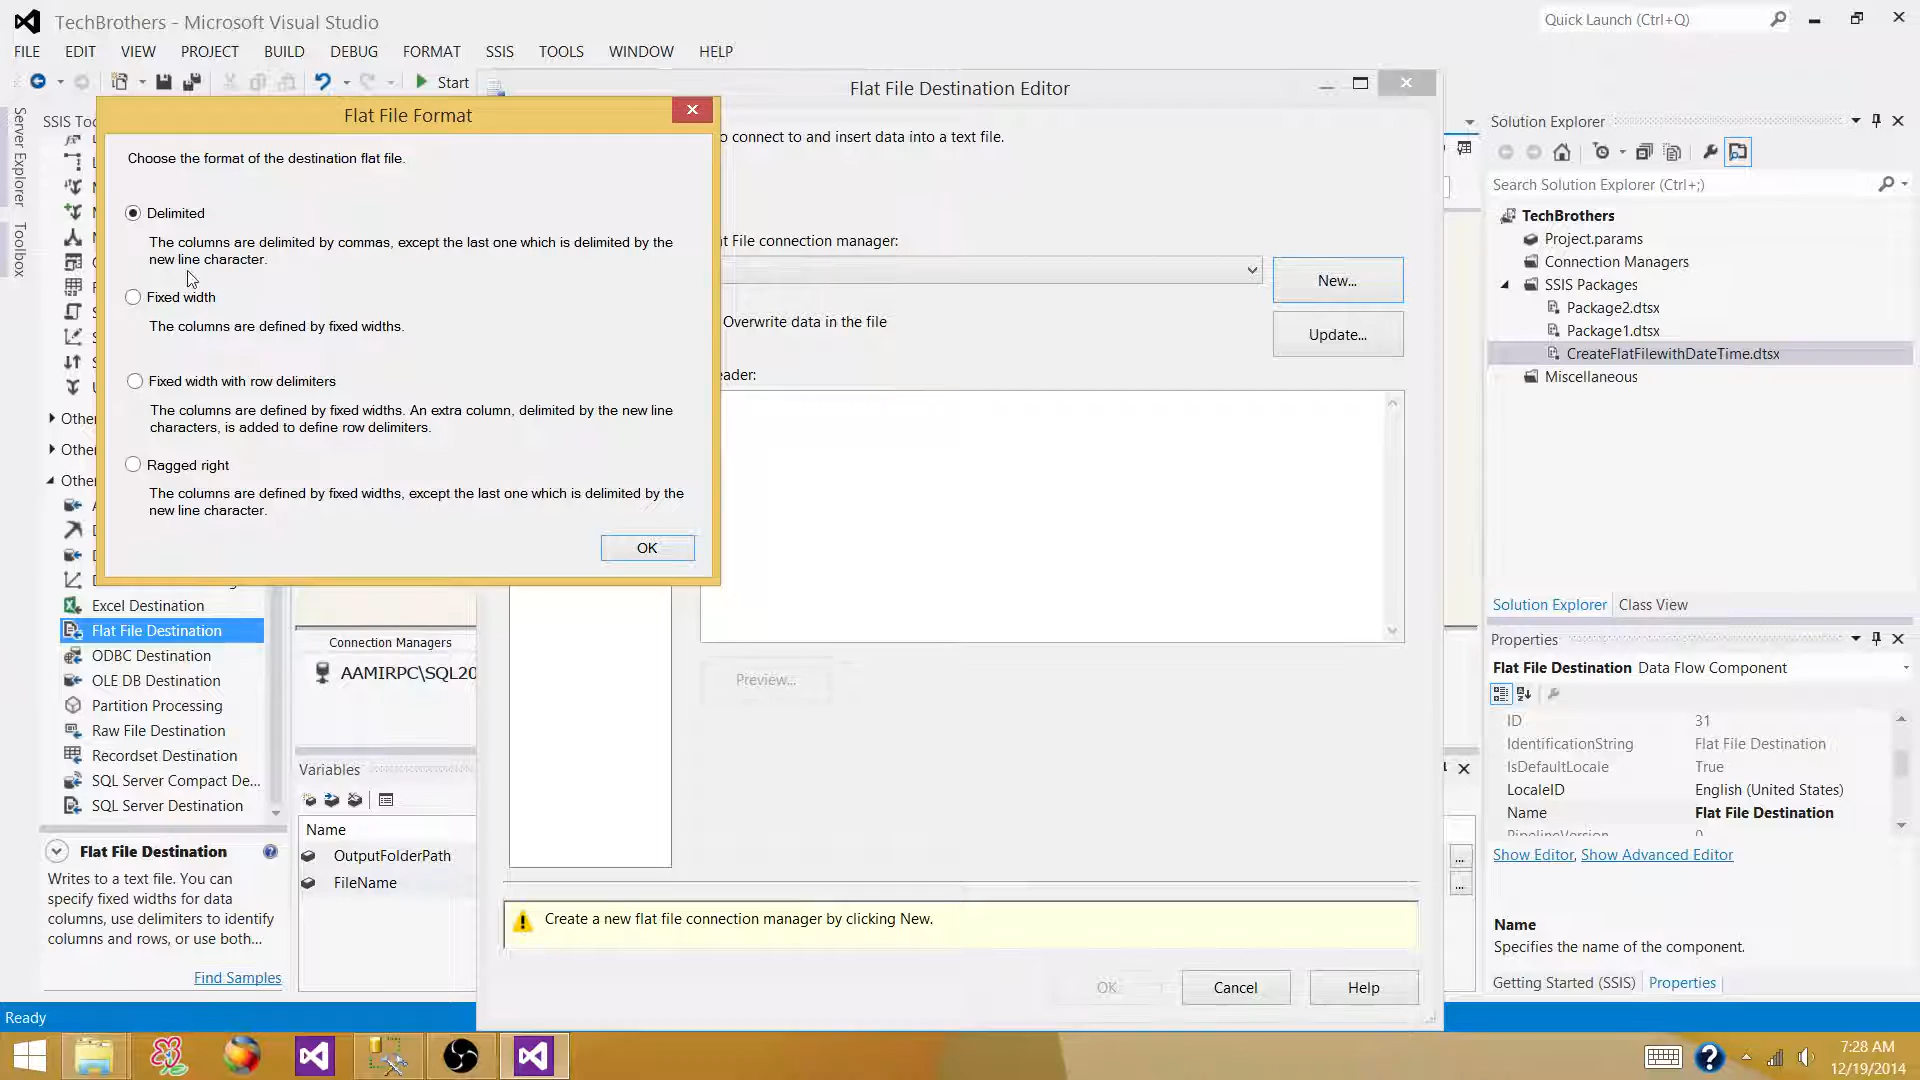 TechBrothers - Microsoft Visual Studio
Quick Launch (Ctrl+Q)
FILE EDIT VIEW PROJECT BUILD DEBUG FORMAT SSIS TOOLS WINDOW HELP
Start
Server Explorer
Toolbox
SSIS Too
Flat File Format
Choose the format of the destination flat file.
Delimited
The columns are delimited by commas, except the last one which is delimited by the
new line character.
Fixed width
The columns are defined by fixed widths.
Fixed width with row delimiters
The columns are defined by fixed widths. An extra column, delimited by the new line
characters, is added to define row delimiters.
Ragged right
The columns are defined by fixed widths, except the last one which is delimited by the
new line character.
OK
Flat File Destination Editor
o connect to and insert data into a text file.
t File connection manager:
New...
Overwrite data in the file
Update...
eader:
Preview...
Create a new flat file connection manager by clicking New.
OK
Cancel
Help
Other
Other
Other
Excel Destination
Flat File Destination
ODBC Destination
OLE DB Destination
Partition Processing
Raw File Destination
Recordset Destination
SQL Server Compact De...
SQL Server Destination
Flat File Destination
Writes to a text file. You can
specify fixed widths for data
columns, use delimiters to identify
columns and rows, or use both...
Find Samples
Connection Managers
AAMIRPC\SQL20
Variables
Name
OutputFolderPath
FileName
Solution Explorer
Search Solution Explorer (Ctrl+;)
TechBrothers
Project.params
Connection Managers
SSIS Packages
Package2.dtsx
Package1.dtsx
CreateFlatFilewithDateTime.dtsx
Miscellaneous
Solution Explorer Class View
Properties
Flat File Destination Data Flow Component
ID 31
IdentificationString Flat File Destination
IsDefaultLocale True
LocaleID English (United States)
Name Flat File Destination
PipelineVersion 0
Show Editor, Show Advanced Editor
Name
Specifies the name of the component.
Getting Started (SSIS) Properties
Ready
7:28 AM
12/19/2014